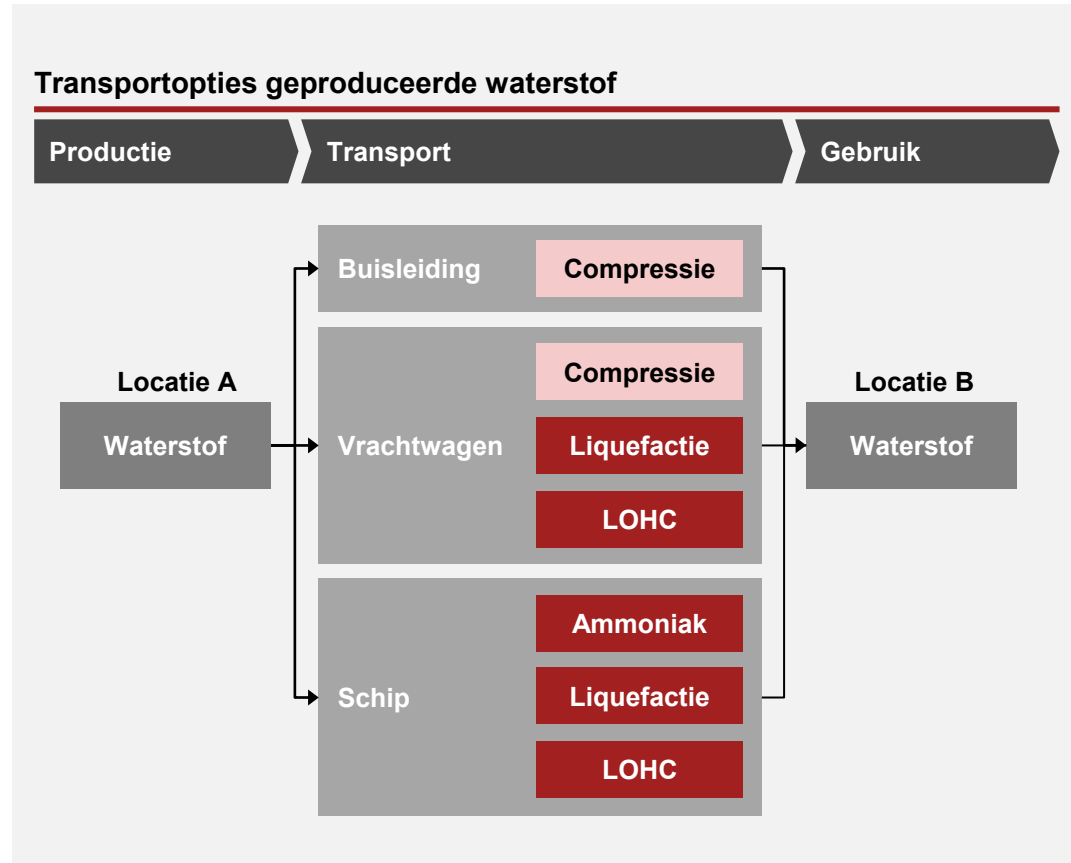 Transportopties geproduceerde waterstof
Productie
Transport
Gebruik
Locatie A
Waterstof
Buisleiding
Compressie
Vrachtwagen
Compressie
Liquefactie
LOHC
Schip
Ammoniak
Liquefactie
LOHC
Locatie B
Waterstof